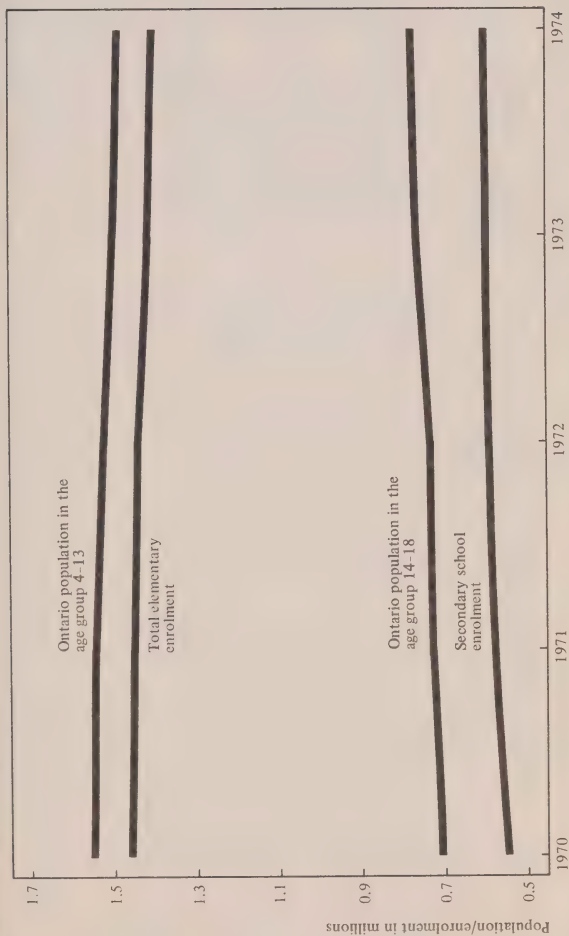 Population/enrolment in millions
1.7
1.5
1.3
1.1
0.9
0.7
0.5
Ontario population in the
age group 4-13
Total elementary
enrolment
Ontario population in the
age group 14-18
Secondary school
enrolment
1970
1971
1972
1973
1974